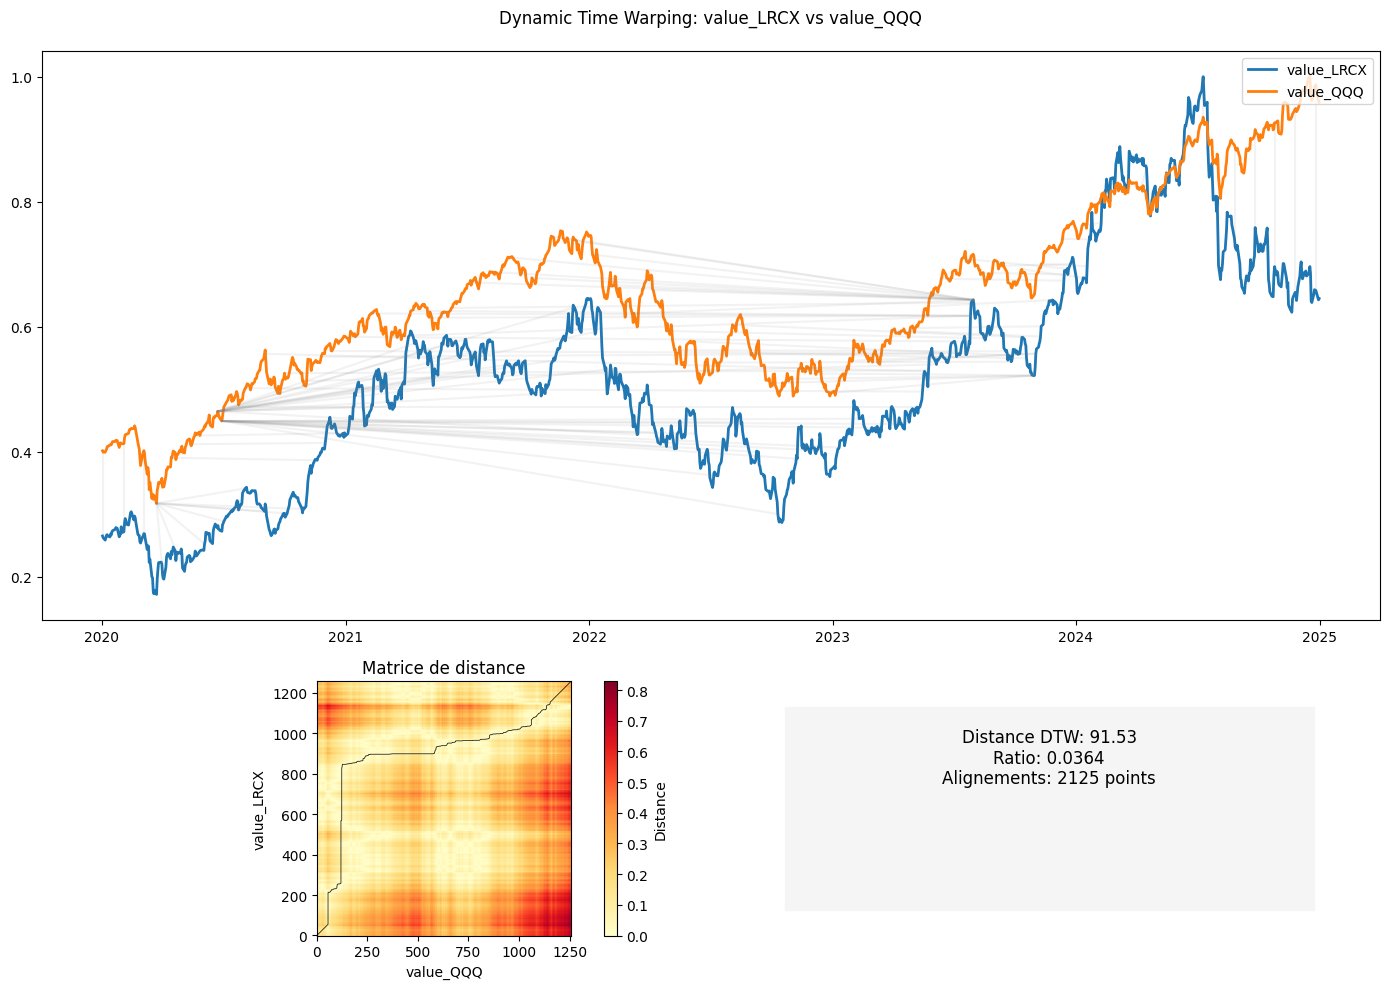 Dynamic Time Warping: value_LRCX vs value_QQQ
1.0
0.8
0.6
0.4
0.2
value_LRCX
value_QQQ
2020 2021 2022 2023 2024 2025
Matrice de distance
value_LRCX
1200
1000
800
600
400
200
0
0 250 500 750 1000 1250
value_QQQ
0.8
0.7
0.6
0.5
0.4
0.3
0.2
0.1
0.0
Distance
Distance DTW: 91.53
Ratio: 0.0364
Alignements: 2125 points